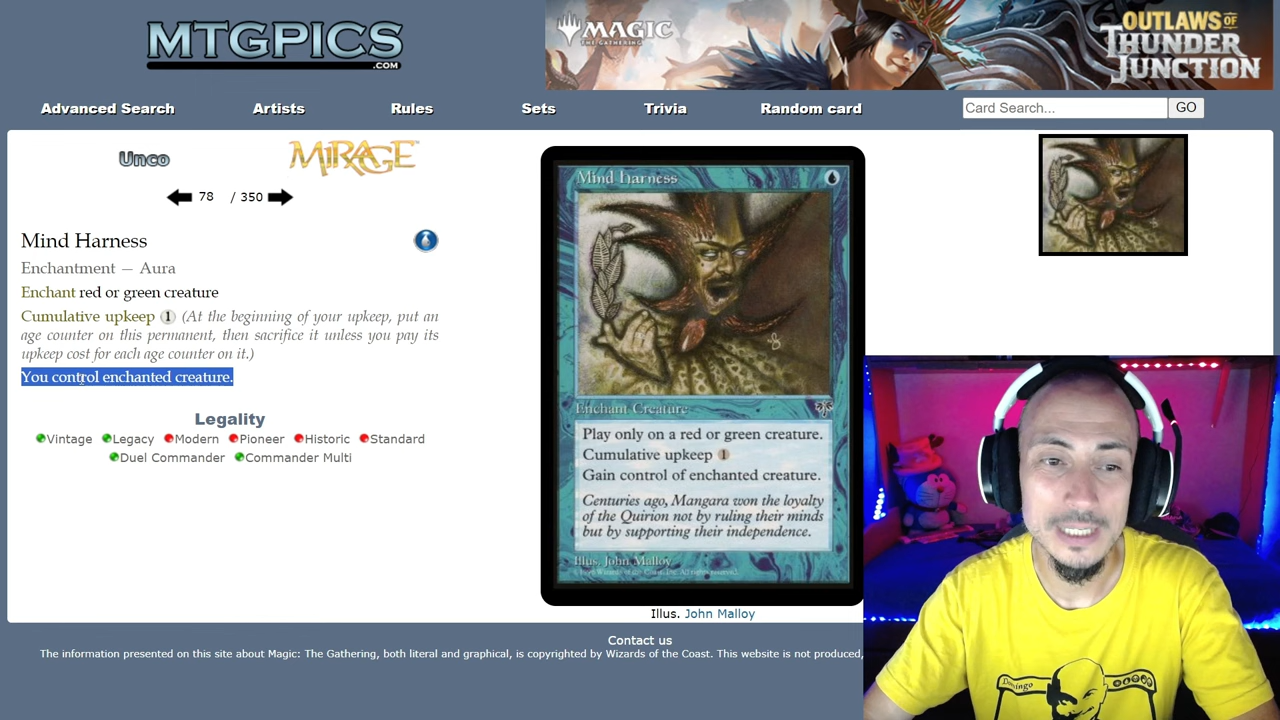 MTGPICS
.COM
MAGIC
THE GATHERING
OUTLAWS OF
THUNDER
JUNCTION
Advanced Search
Artists
Rules
Sets
Trivia
Random card
Card Search...
GO
Unco
MIRAGE
78 / 350
Mind Harness
Enchantment — Aura
Enchant red or green creature
Cumulative upkeep 1 (At the beginning of your upkeep, put an
age counter on this permanent, then sacrifice it unless you pay its
upkeep cost for each age counter on it.)
You control enchanted creature.
Legality
Vintage Legacy Modern Pioneer Historic Standard
Duel Commander Commander Multi
Mind Harness
Enchant Creature
Play only on a red or green creature.
Cumulative upkeep 1
Gain control of enchanted creature.
Centuries ago, Mangara won the loyalty
of the Quirion not by ruling their minds
but by supporting their independence.
Illus. John Malloy
Illus. John Malloy
Contact us
The information presented on this site about Magic: The Gathering, both literal and graphical, is copyrighted by Wizards of the Coast. This website is not produced,
Domingo